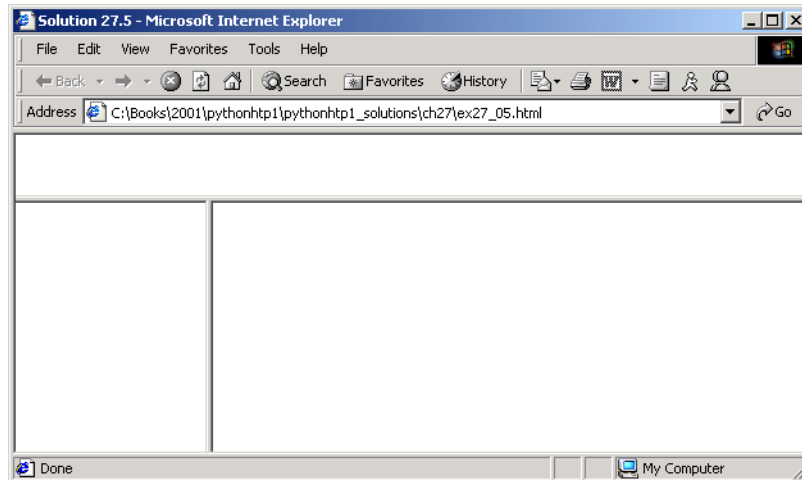 Solution 27.5 - Microsoft Internet Explorer
File Edit View Favorites Tools Help
Back Search Favorites History W
Address C:\Books\2001\pythonhtp1\pythonhtp1_solutions\ch27\ex27_05.html Go
Done My Computer